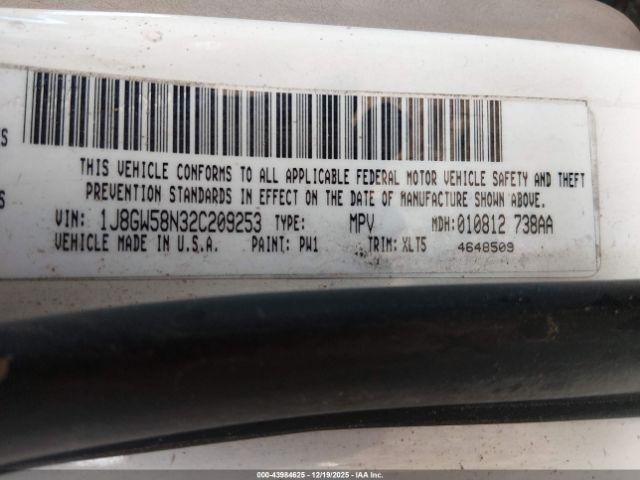 THIS VEHICLE CONFORMS TO ALL APPLICABLE FEDERAL MOTOR VEHICLE SAFETY AND THEFT
PREVENTION STANDARDS IN EFFECT ON THE DATE OF MANUFACTURE SHOWN ABOVE.
VIN: 1J8GW58N32C209253 TYPE: MPV MDH:010812 738AA
VEHICLE MADE IN U.S.A. PAINT: PW1 TRIM: XLT5 4648509
000-43984625 - 12/19/2025 - IAAI.COM